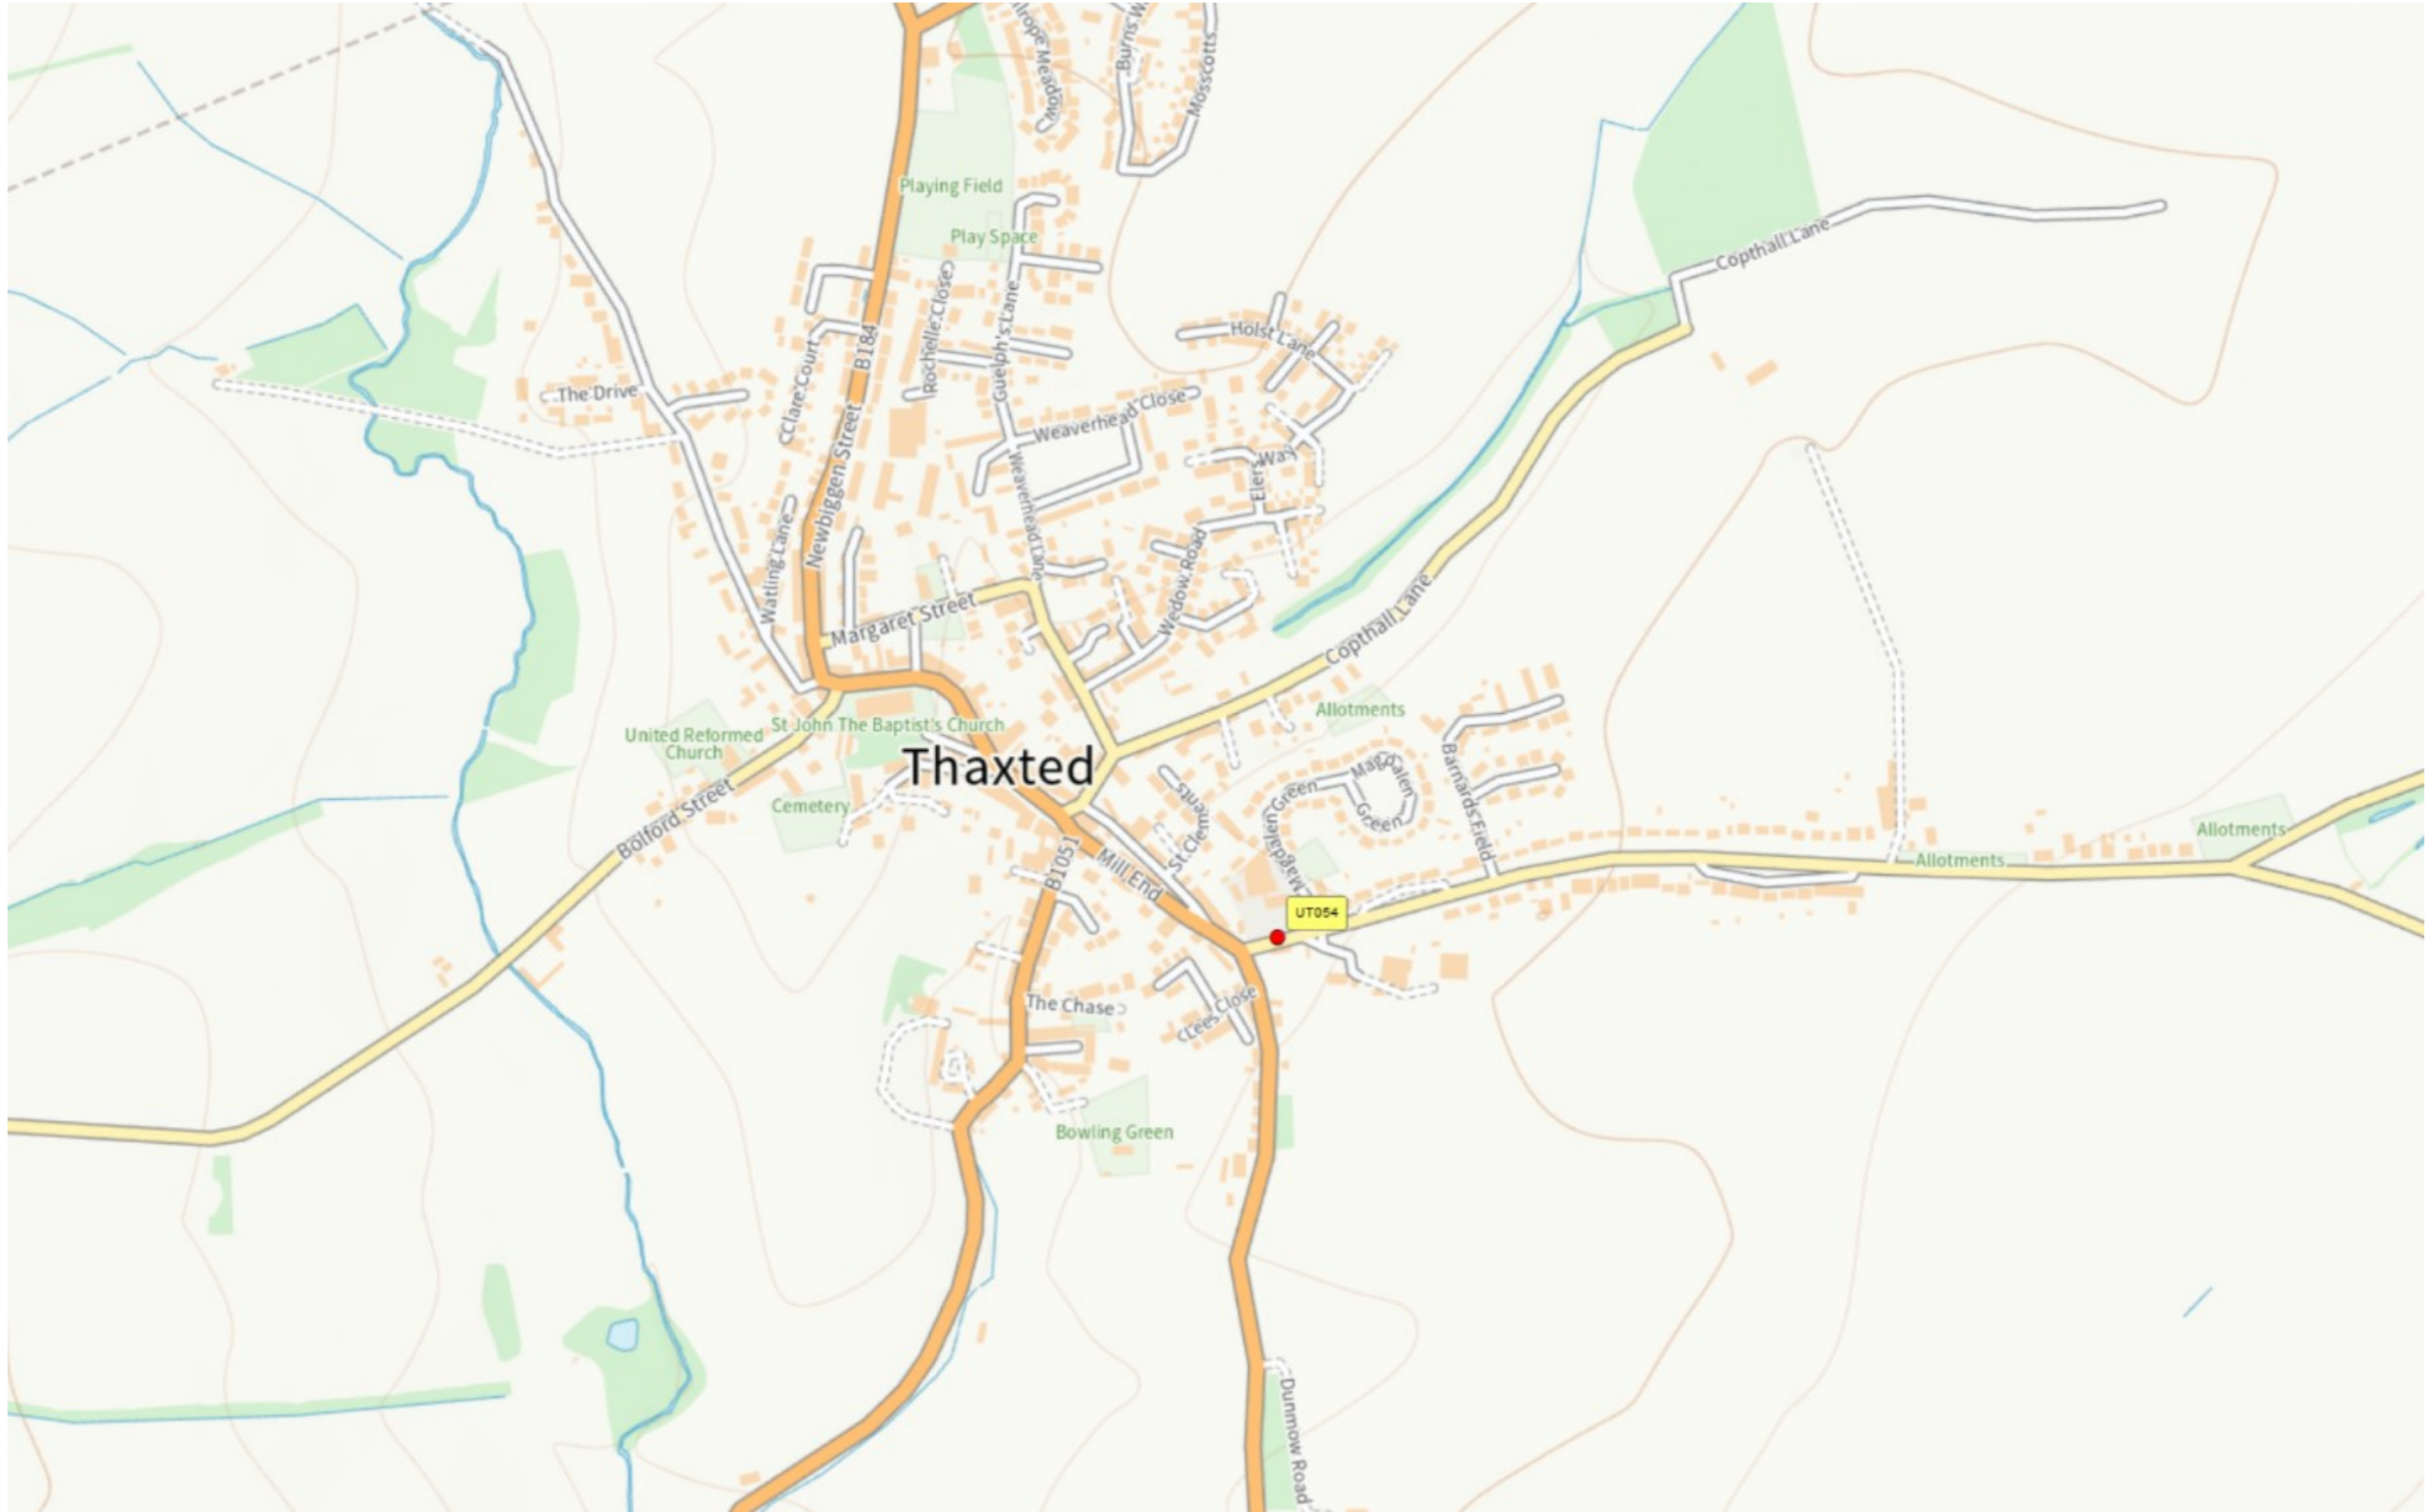 Burns W
Mosscotts
Meadow
Playing Field
Play Space
Copthall Lane
Rochelle Close
Guelph's Lane
B184
Holst Lane
The Drive
Clare Court
Weaverhead Close
Newbiggen Street
Weaverhead Lane
Elers Way
Watling Lane
Wedow Road
Margaret Street
Copthall Lane
Allotments
St John The Baptist's Church
United Reformed
Church
Thaxted
Magdalen
Green
Barnards Field
St Clements
Green
Cemetery
Bolford Street
Magdalen
Allotments
Allotments
B1051
Mill End
UT054
The Chase
Lees Close
Bowling Green
Dunmow Road